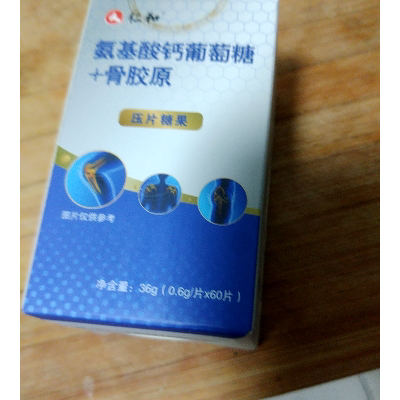 仁和
氨基酸钙葡萄糖
+骨胶原
压片糖果
图片仅供参考
净含量：36g（0.6g/片x60片）